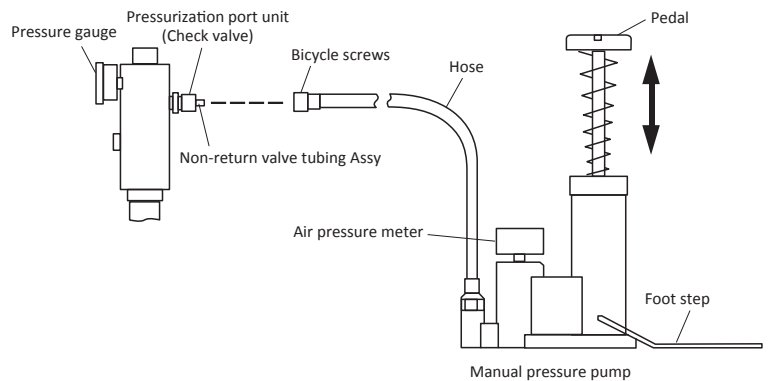 Pressurization port unit
(Check valve)
Pressure gauge
Pedal
Bicycle screws
Hose
Non-return valve tubing Assy
Air pressure meter
Foot step
Manual pressure pump